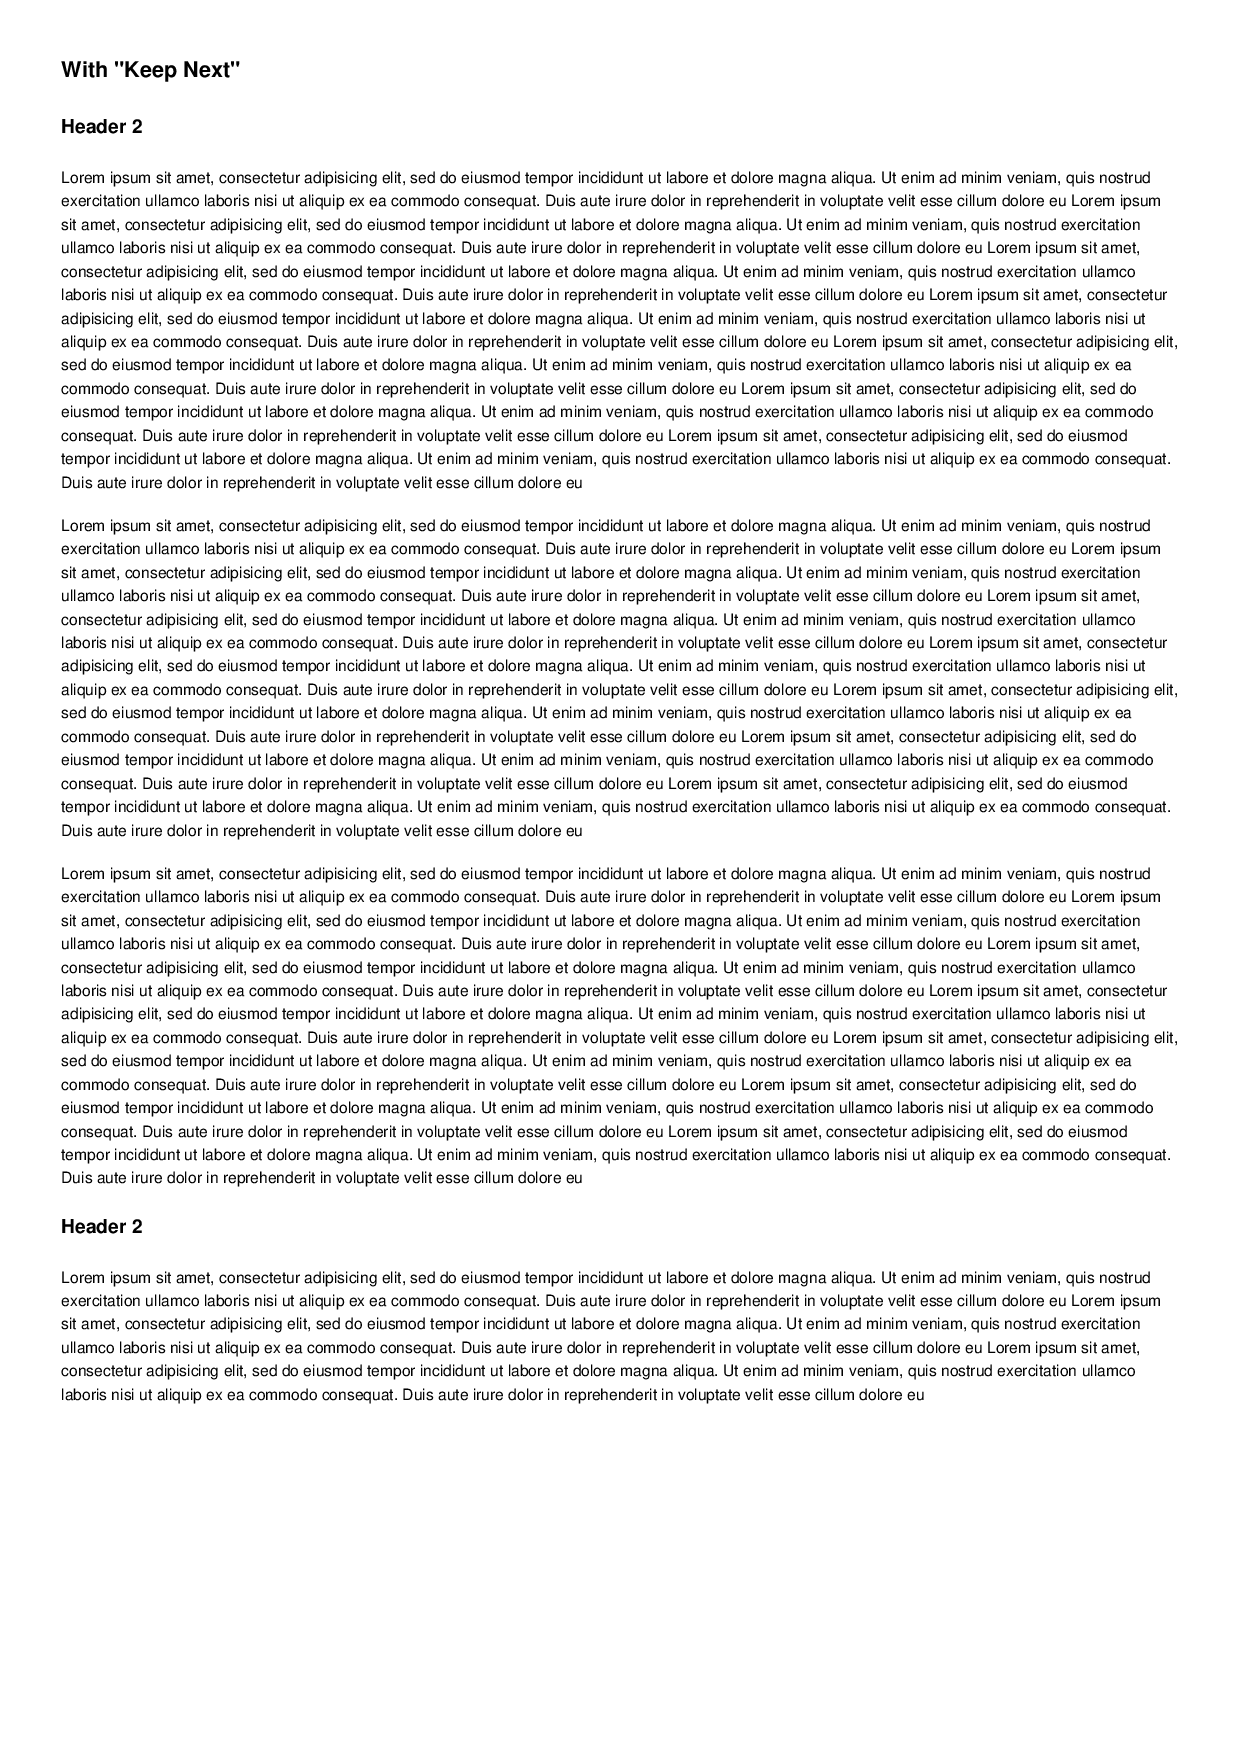 With "Keep Next"
Header 2
Lorem ipsum sit amet, consectetur adipisicing elit, sed do eiusmod tempor incididunt ut labore et dolore magna aliqua. Ut enim ad minim veniam, quis nostrud
exercitation ullamco laboris nisi ut aliquip ex ea commodo consequat. Duis aute irure dolor in reprehenderit in voluptate velit esse cillum dolore eu Lorem ipsum
sit amet, consectetur adipisicing elit, sed do eiusmod tempor incididunt ut labore et dolore magna aliqua. Ut enim ad minim veniam, quis nostrud exercitation
ullamco laboris nisi ut aliquip ex ea commodo consequat. Duis aute irure dolor in reprehenderit in voluptate velit esse cillum dolore eu Lorem ipsum sit amet,
consectetur adipisicing elit, sed do eiusmod tempor incididunt ut labore et dolore magna aliqua. Ut enim ad minim veniam, quis nostrud exercitation ullamco
laboris nisi ut aliquip ex ea commodo consequat. Duis aute irure dolor in reprehenderit in voluptate velit esse cillum dolore eu Lorem ipsum sit amet, consectetur
adipisicing elit, sed do eiusmod tempor incididunt ut labore et dolore magna aliqua. Ut enim ad minim veniam, quis nostrud exercitation ullamco laboris nisi ut
aliquip ex ea commodo consequat. Duis aute irure dolor in reprehenderit in voluptate velit esse cillum dolore eu Lorem ipsum sit amet, consectetur adipisicing elit,
sed do eiusmod tempor incididunt ut labore et dolore magna aliqua. Ut enim ad minim veniam, quis nostrud exercitation ullamco laboris nisi ut aliquip ex ea
commodo consequat. Duis aute irure dolor in reprehenderit in voluptate velit esse cillum dolore eu Lorem ipsum sit amet, consectetur adipisicing elit, sed do
eiusmod tempor incididunt ut labore et dolore magna aliqua. Ut enim ad minim veniam, quis nostrud exercitation ullamco laboris nisi ut aliquip ex ea commodo
consequat. Duis aute irure dolor in reprehenderit in voluptate velit esse cillum dolore eu Lorem ipsum sit amet, consectetur adipisicing elit, sed do eiusmod
tempor incididunt ut labore et dolore magna aliqua. Ut enim ad minim veniam, quis nostrud exercitation ullamco laboris nisi ut aliquip ex ea commodo consequat.
Duis aute irure dolor in reprehenderit in voluptate velit esse cillum dolore eu
Lorem ipsum sit amet, consectetur adipisicing elit, sed do eiusmod tempor incididunt ut labore et dolore magna aliqua. Ut enim ad minim veniam, quis nostrud
exercitation ullamco laboris nisi ut aliquip ex ea commodo consequat. Duis aute irure dolor in reprehenderit in voluptate velit esse cillum dolore eu Lorem ipsum
sit amet, consectetur adipisicing elit, sed do eiusmod tempor incididunt ut labore et dolore magna aliqua. Ut enim ad minim veniam, quis nostrud exercitation
ullamco laboris nisi ut aliquip ex ea commodo consequat. Duis aute irure dolor in reprehenderit in voluptate velit esse cillum dolore eu Lorem ipsum sit amet,
consectetur adipisicing elit, sed do eiusmod tempor incididunt ut labore et dolore magna aliqua. Ut enim ad minim veniam, quis nostrud exercitation ullamco
laboris nisi ut aliquip ex ea commodo consequat. Duis aute irure dolor in reprehenderit in voluptate velit esse cillum dolore eu Lorem ipsum sit amet, consectetur
adipisicing elit, sed do eiusmod tempor incididunt ut labore et dolore magna aliqua. Ut enim ad minim veniam, quis nostrud exercitation ullamco laboris nisi ut
aliquip ex ea commodo consequat. Duis aute irure dolor in reprehenderit in voluptate velit esse cillum dolore eu Lorem ipsum sit amet, consectetur adipisicing elit,
sed do eiusmod tempor incididunt ut labore et dolore magna aliqua. Ut enim ad minim veniam, quis nostrud exercitation ullamco laboris nisi ut aliquip ex ea
commodo consequat. Duis aute irure dolor in reprehenderit in voluptate velit esse cillum dolore eu Lorem ipsum sit amet, consectetur adipisicing elit, sed do
eiusmod tempor incididunt ut labore et dolore magna aliqua. Ut enim ad minim veniam, quis nostrud exercitation ullamco laboris nisi ut aliquip ex ea commodo
consequat. Duis aute irure dolor in reprehenderit in voluptate velit esse cillum dolore eu Lorem ipsum sit amet, consectetur adipisicing elit, sed do eiusmod
tempor incididunt ut labore et dolore magna aliqua. Ut enim ad minim veniam, quis nostrud exercitation ullamco laboris nisi ut aliquip ex ea commodo consequat.
Duis aute irure dolor in reprehenderit in voluptate velit esse cillum dolore eu
Lorem ipsum sit amet, consectetur adipisicing elit, sed do eiusmod tempor incididunt ut labore et dolore magna aliqua. Ut enim ad minim veniam, quis nostrud
exercitation ullamco laboris nisi ut aliquip ex ea commodo consequat. Duis aute irure dolor in reprehenderit in voluptate velit esse cillum dolore eu Lorem ipsum
sit amet, consectetur adipisicing elit, sed do eiusmod tempor incididunt ut labore et dolore magna aliqua. Ut enim ad minim veniam, quis nostrud exercitation
ullamco laboris nisi ut aliquip ex ea commodo consequat. Duis aute irure dolor in reprehenderit in voluptate velit esse cillum dolore eu Lorem ipsum sit amet,
consectetur adipisicing elit, sed do eiusmod tempor incididunt ut labore et dolore magna aliqua. Ut enim ad minim veniam, quis nostrud exercitation ullamco
laboris nisi ut aliquip ex ea commodo consequat. Duis aute irure dolor in reprehenderit in voluptate velit esse cillum dolore eu Lorem ipsum sit amet, consectetur
adipisicing elit, sed do eiusmod tempor incididunt ut labore et dolore magna aliqua. Ut enim ad minim veniam, quis nostrud exercitation ullamco laboris nisi ut
aliquip ex ea commodo consequat. Duis aute irure dolor in reprehenderit in voluptate velit esse cillum dolore eu Lorem ipsum sit amet, consectetur adipisicing elit,
sed do eiusmod tempor incididunt ut labore et dolore magna aliqua. Ut enim ad minim veniam, quis nostrud exercitation ullamco laboris nisi ut aliquip ex ea
commodo consequat. Duis aute irure dolor in reprehenderit in voluptate velit esse cillum dolore eu Lorem ipsum sit amet, consectetur adipisicing elit, sed do
eiusmod tempor incididunt ut labore et dolore magna aliqua. Ut enim ad minim veniam, quis nostrud exercitation ullamco laboris nisi ut aliquip ex ea commodo
consequat. Duis aute irure dolor in reprehenderit in voluptate velit esse cillum dolore eu Lorem ipsum sit amet, consectetur adipisicing elit, sed do eiusmod
tempor incididunt ut labore et dolore magna aliqua. Ut enim ad minim veniam, quis nostrud exercitation ullamco laboris nisi ut aliquip ex ea commodo consequat.
Duis aute irure dolor in reprehenderit in voluptate velit esse cillum dolore eu
Header 2
Lorem ipsum sit amet, consectetur adipisicing elit, sed do eiusmod tempor incididunt ut labore et dolore magna aliqua. Ut enim ad minim veniam, quis nostrud
exercitation ullamco laboris nisi ut aliquip ex ea commodo consequat. Duis aute irure dolor in reprehenderit in voluptate velit esse cillum dolore eu Lorem ipsum
sit amet, consectetur adipisicing elit, sed do eiusmod tempor incididunt ut labore et dolore magna aliqua. Ut enim ad minim veniam, quis nostrud exercitation
ullamco laboris nisi ut aliquip ex ea commodo consequat. Duis aute irure dolor in reprehenderit in voluptate velit esse cillum dolore eu Lorem ipsum sit amet,
consectetur adipisicing elit, sed do eiusmod tempor incididunt ut labore et dolore magna aliqua. Ut enim ad minim veniam, quis nostrud exercitation ullamco
laboris nisi ut aliquip ex ea commodo consequat. Duis aute irure dolor in reprehenderit in voluptate velit esse cillum dolore eu